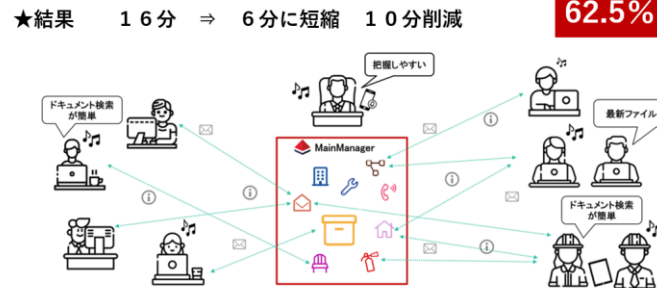 ★結果　１６分　⇒　６分に短縮　１０分削減
62.5%
把握しやすい
ドキュメント検索
が簡単
最新ファイル
MainManager
ドキュメント検索
が簡単